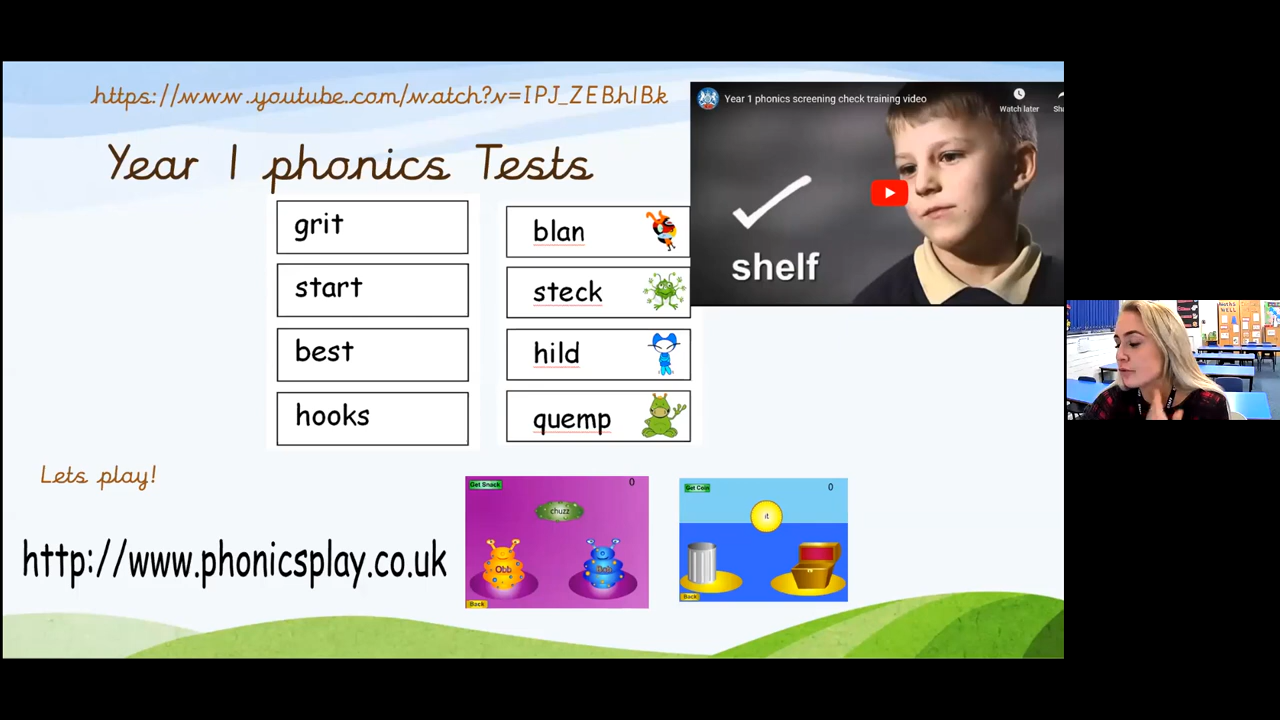 https://www.youtube.com/watch?v=IPJ_ZEBhlBk
Year 1 phonics Tests
Year 1 phonics screening check training video
Watch later
shelf
grit
start
best
hooks
blan
steck
hild
quemp
Lets play!
http://www.phonicsplay.co.uk
Get Snack
0
chuzz
Obb
Back
Get Coin
0
it
Back